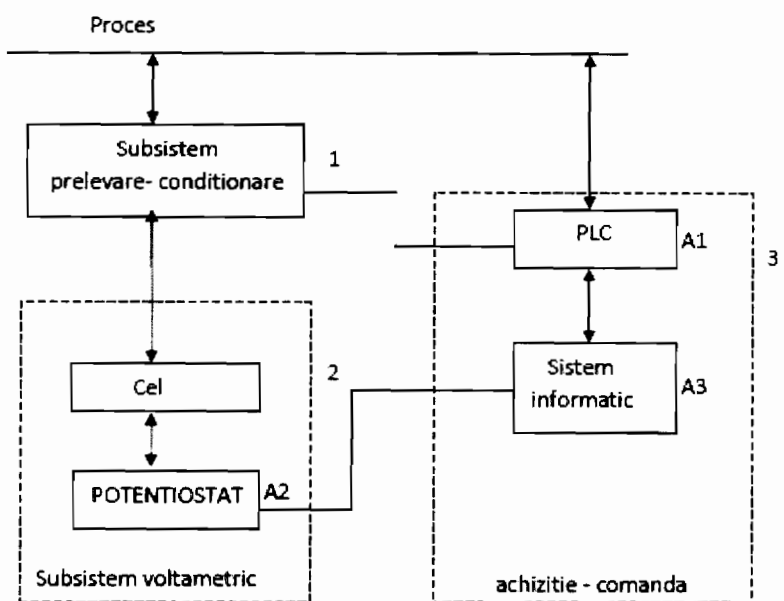 Proces
Subsistem
prelevare- conditionare
1
PLC
A1
3
Cel
2
Sistem
informatic
A3
POTENTIOSTAT
A2
Subsistem voltametric
achizitie - comanda